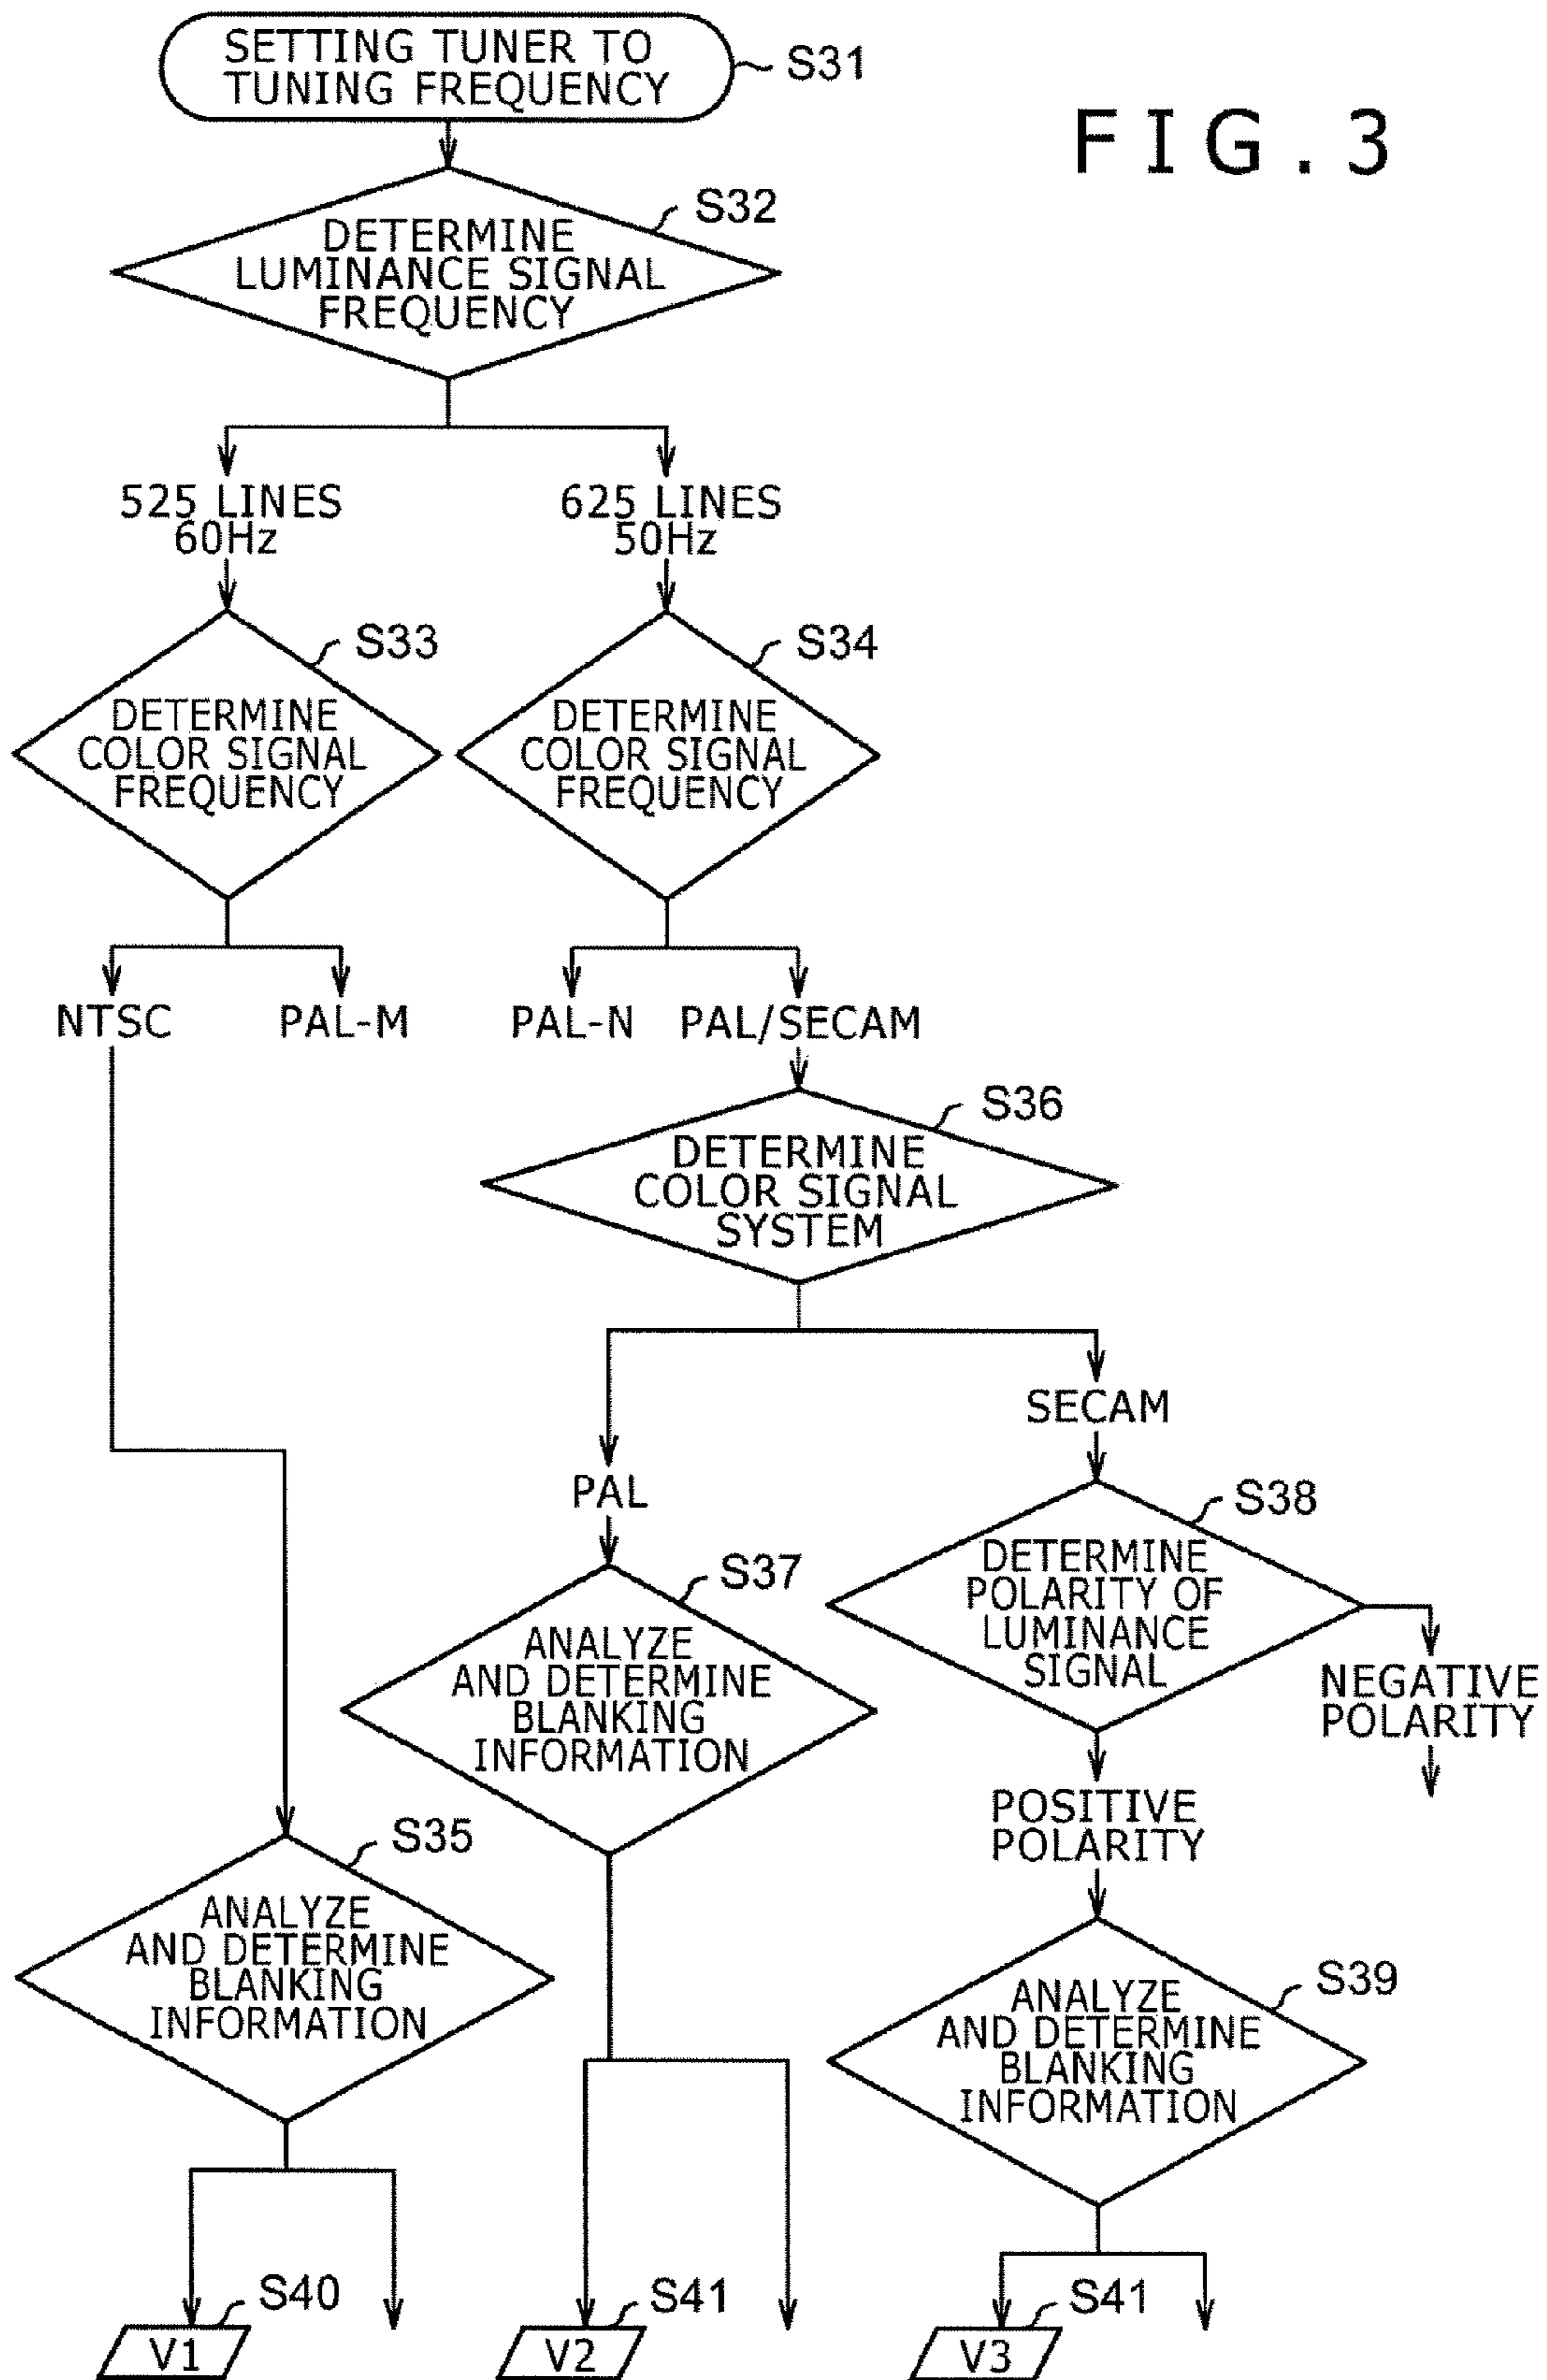 SETTING TUNER TO
TUNING FREQUENCY
S31
FIG.3
S32
DETERMINE
LUMINANCE SIGNAL
FREQUENCY
525 LINES
60Hz
625 LINES
50Hz
S33
DETERMINE
COLOR SIGNAL
FREQUENCY
S34
DETERMINE
COLOR SIGNAL
FREQUENCY
NTSC
PAL-M
PAL-N
PAL/SECAM
S36
DETERMINE
COLOR SIGNAL
SYSTEM
SECAM
PAL
S38
DETERMINE
POLARITY OF
LUMINANCE
SIGNAL
NEGATIVE
POLARITY
S37
ANALYZE
AND DETERMINE
BLANKING
INFORMATION
POSITIVE
POLARITY
S35
ANALYZE
AND DETERMINE
BLANKING
INFORMATION
S39
ANALYZE
AND DETERMINE
BLANKING
INFORMATION
S40
V1
S41
V2
S41
V3